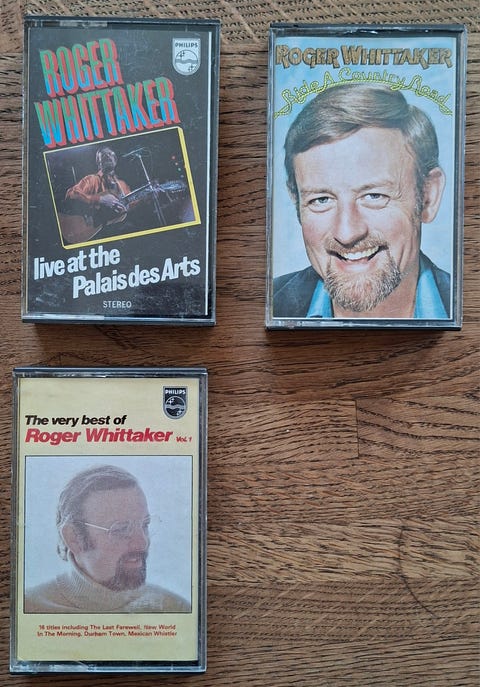 ROGER
WHITTAKER
PHILIPS
live at the
Palais des Arts
STEREO
ROGER WHITTAKER
Ride A Country Road
PHILIPS
The very best of
Roger Whittaker Vol. 1
16 titles including The Last Farewell, New World
In The Morning, Durham Town, Mexican Whistler